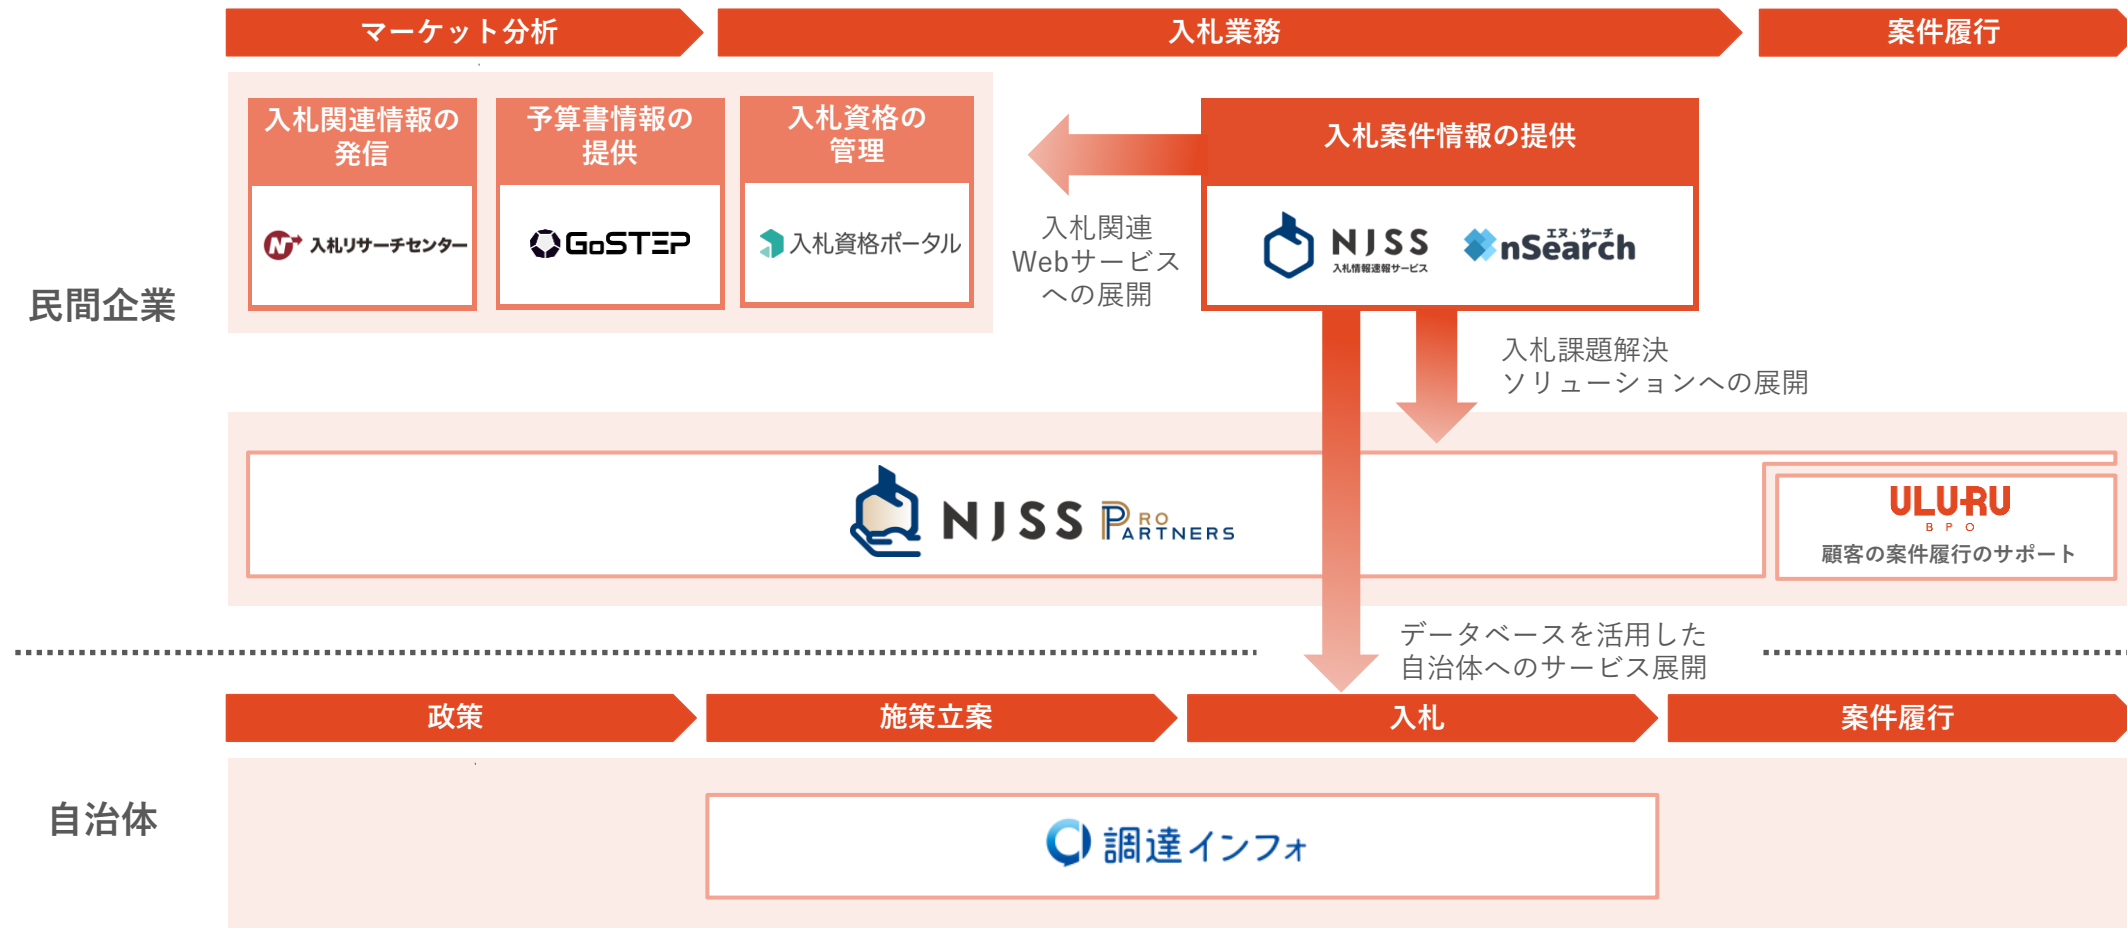 マーケット分析
入札業務
案件履行
入札関連情報の
発信
予算書情報の
提供
入札資格の
管理
入札案件情報の提供
入札リサーチセンター
GoSTEP
入札資格ポータル
NJSS
入札情報速報サービス
エヌ・サーチ
nSearch
入札関連
Webサービス
への展開
民間企業
入札課題解決
ソリューションへの展開
NJSS PRO PARTNERS
ULURU
BPO
顧客の案件履行のサポート
データベースを活用した
自治体へのサービス展開
政策
施策立案
入札
案件履行
自治体
調達インフォ